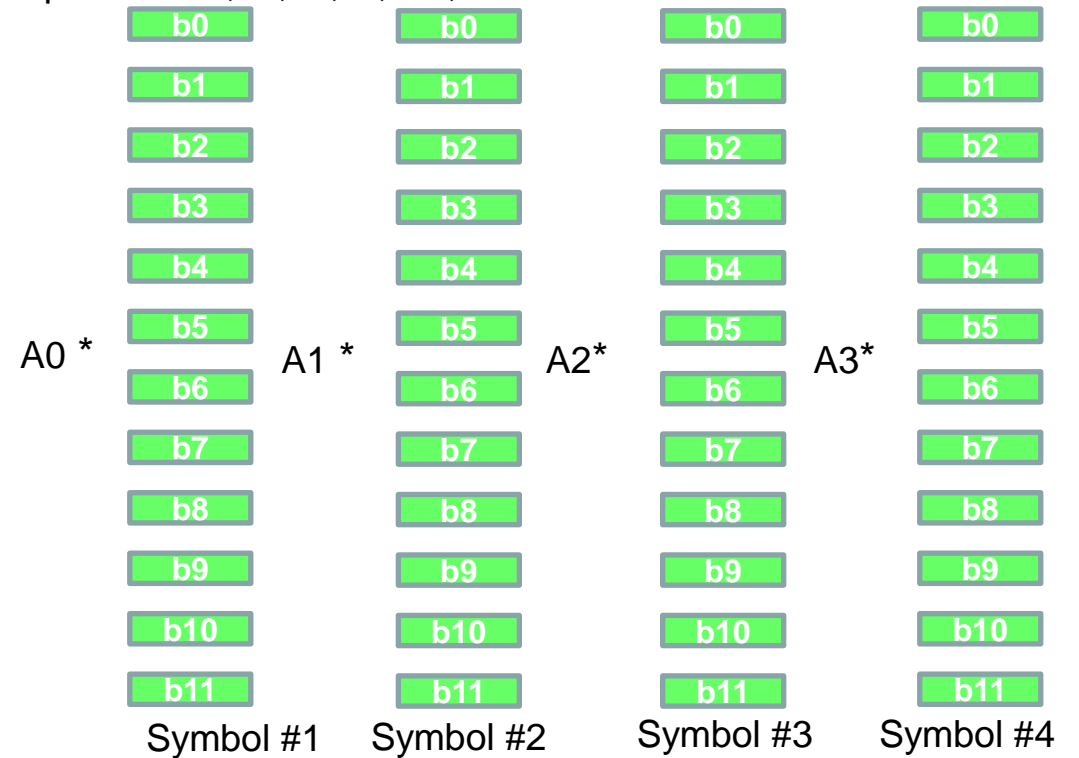 b0 b0 b0 b0
b1 b1 b1 b1
b2 b2 b2 b2
b3 b3 b3 b3
b4 b4 b4 b4
b5 b5 b5 b5
A0 * A1 * A2* A3*
b6 b6 b6 b6
b7 b7 b7 b7
b8 b8 b8 b8
b9 b9 b9 b9
b10 b10 b10 b10
b11 b11 b11 b11
Symbol #1 Symbol #2 Symbol #3 Symbol #4